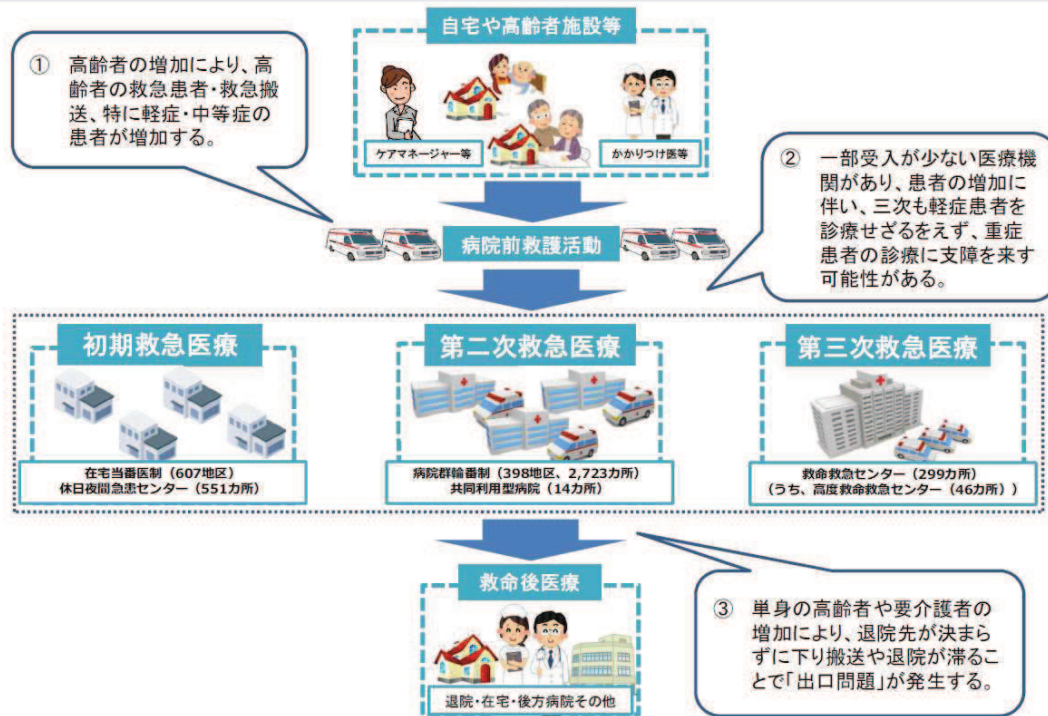 自宅や高齢者施設等
① 高齢者の増加により、高
齢者の救急患者・救急搬
送、特に軽症・中等症の
患者が増加する。
ケアマネージャー等
かかりつけ医等
② 一部受入が少ない医療機
関があり、患者の増加に
伴い、三次も軽症患者を
診療せざるをえず、重症
患者の診療に支障を来す
可能性がある。
病院前救護活動
初期救急医療
在宅当番医制（607地区）
休日夜間急患センター（551カ所）
第二次救急医療
病院群輪番制（398地区、2,723カ所）
共同利用型病院（14カ所）
第三次救急医療
救命救急センター（299カ所）
（うち、高度救命救急センター（46カ所））
救命後医療
退院・在宅・後方病院その他
③ 単身の高齢者や要介護者の
増加により、退院先が決まら
ずに下り搬送や退院が滞るこ
とで「出口問題」が発生する。